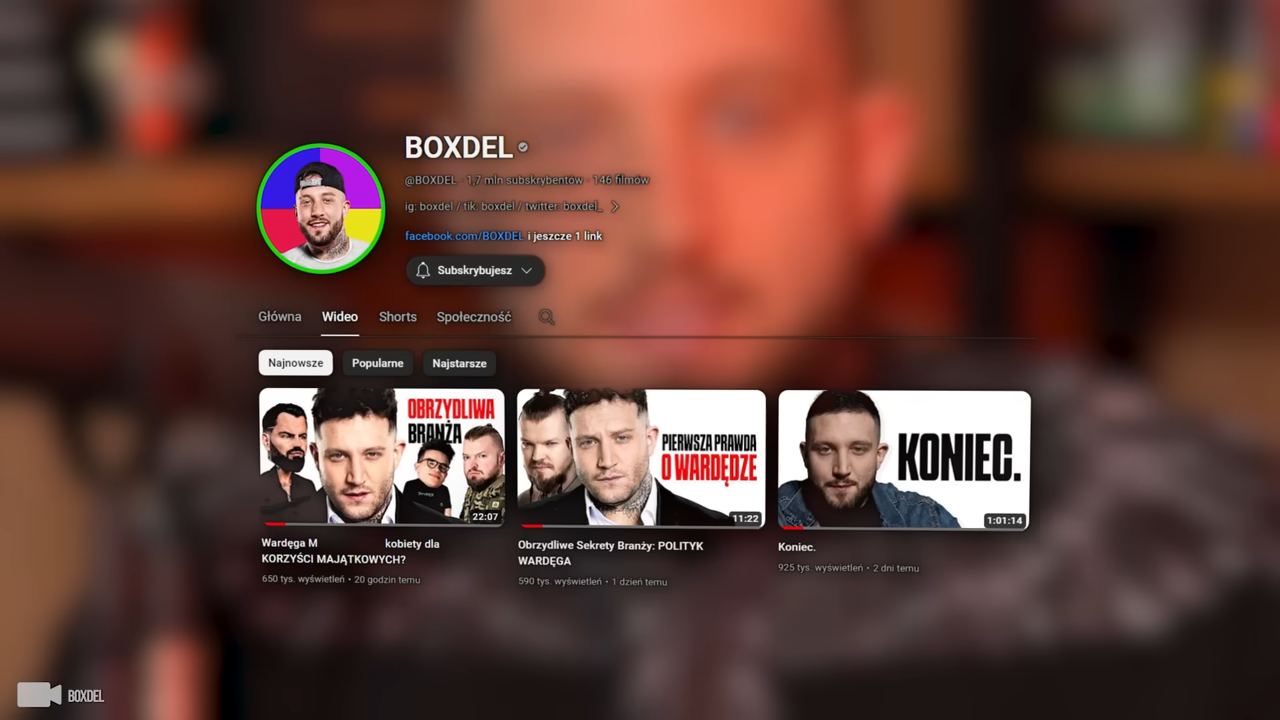 BOXDEL
@BOXDEL · 1,7 mln subskrybentów · 146 filmów
ig: boxdel / tik: boxdel / twitter: boxdel_
facebook.com/BOXDEL i jeszcze 1 link
Subskrybujesz
Główna Wideo Shorts Społeczność
Najnowsze Popularne Najstarsze
OBRZYDLIWA
BRANŻA
22:07
PIERWSZA PRAWDA
O WARDĘDZE
11:22
KONIEC.
1:01:14
Wardęga M kobiety dla
KORZYŚCI MAJĄTKOWYCH?
650 tys. wyświetleń • 20 godzin temu
Obrzydliwe Sekrety Branży: POLITYK
WARDĘGA
590 tys. wyświetleń • 1 dzień temu
Koniec.
925 tys. wyświetleń • 2 dni temu
BOXDEL